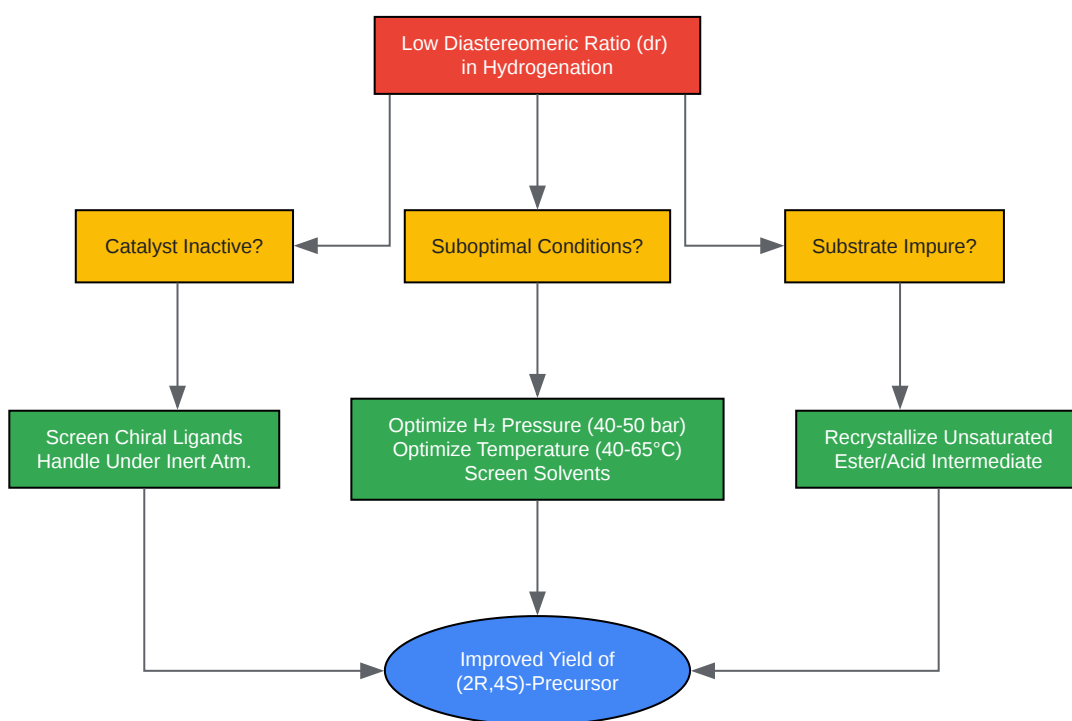 Low Diastereomeric Ratio (dr)
in Hydrogenation
Catalyst Inactive?
Suboptimal Conditions?
Substrate Impure?
Screen Chiral Ligands
Handle Under Inert Atm.
Optimize H₂ Pressure (40-50 bar)
Optimize Temperature (40-65°C)
Screen Solvents
Recrystallize Unsaturated
Ester/Acid Intermediate
Improved Yield of
(2R,4S)-Precursor